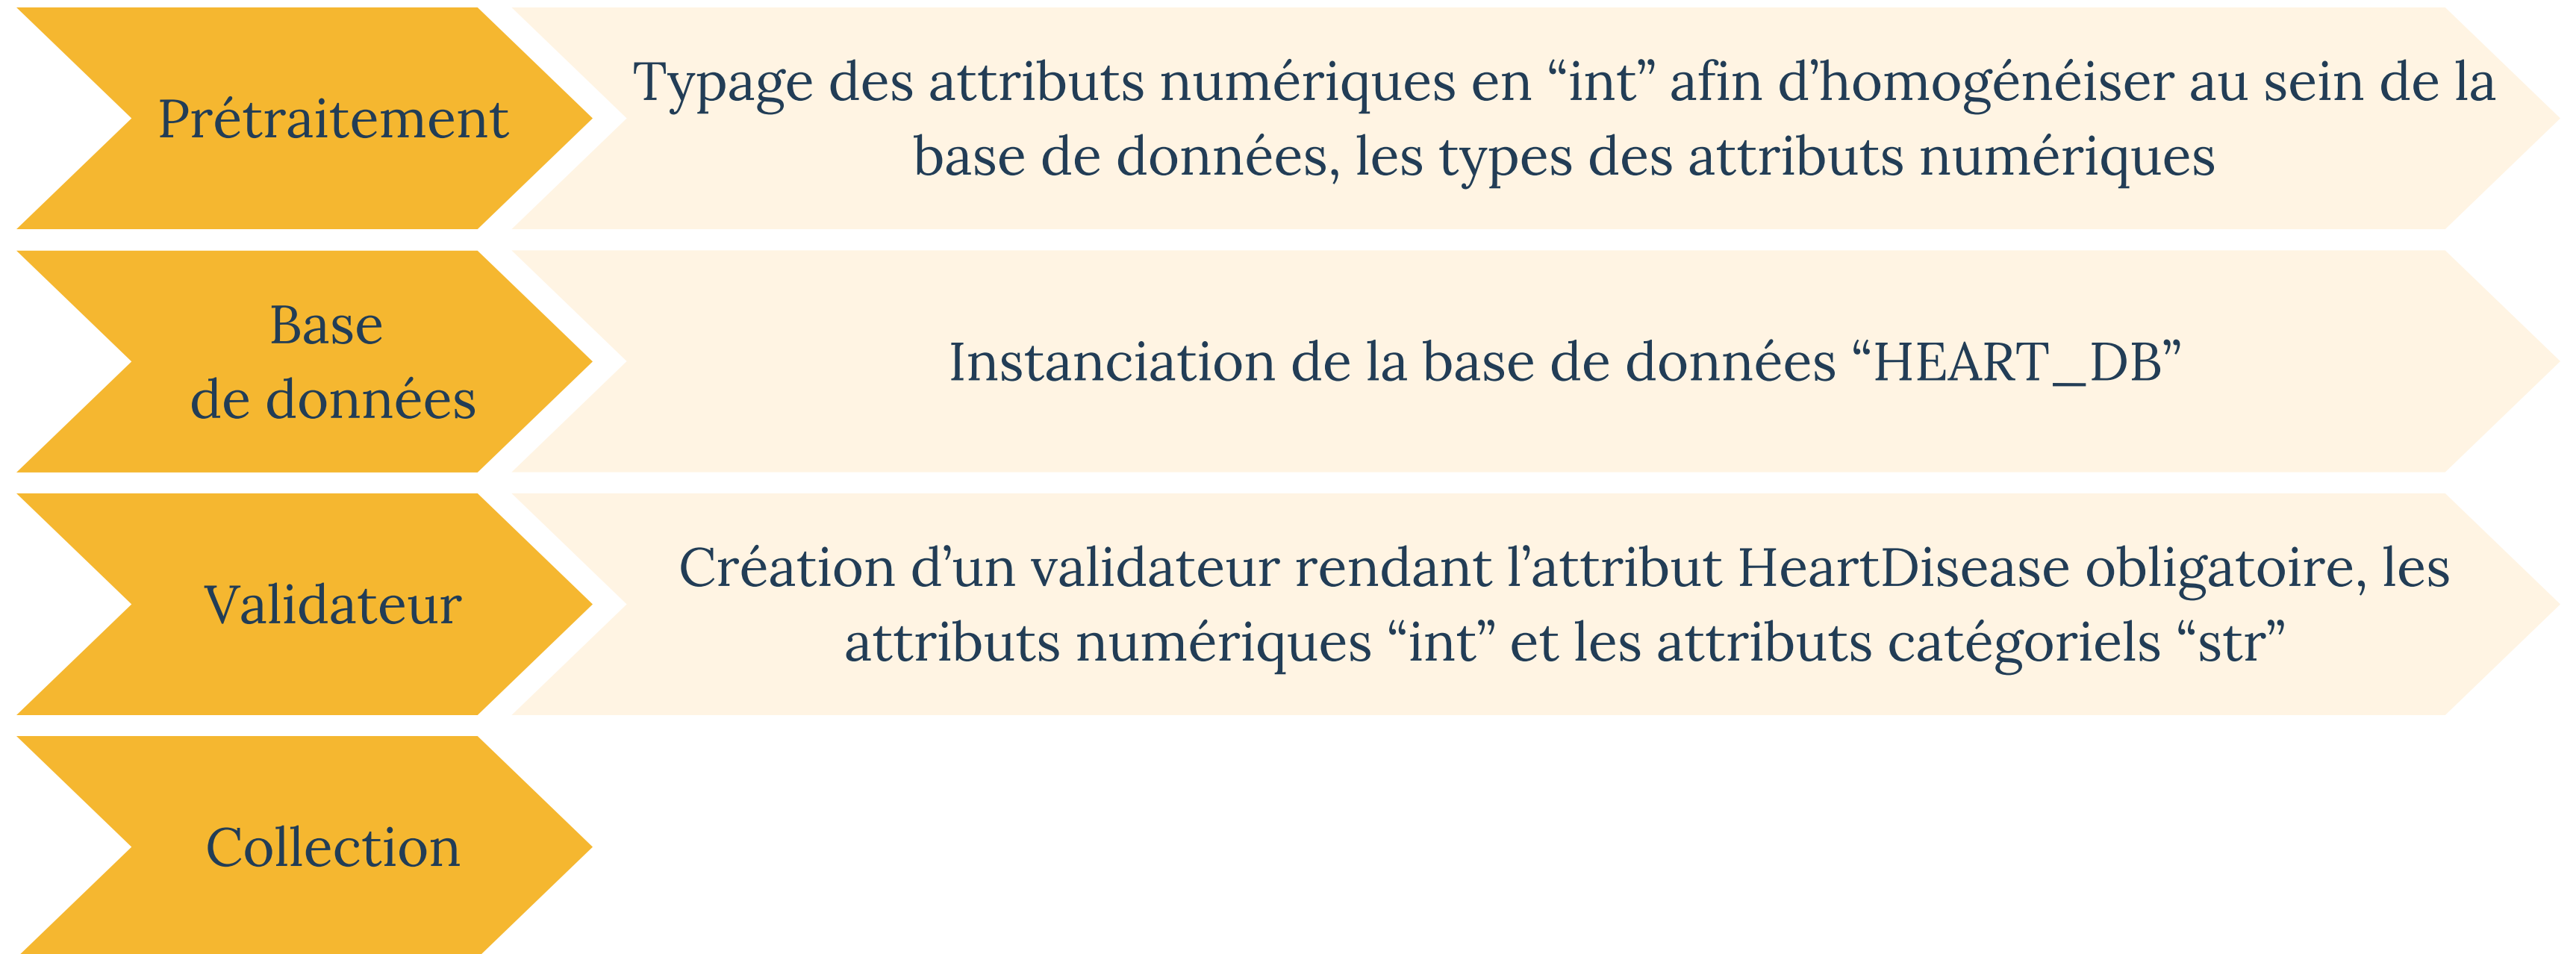 Prétraitement
Typage des attributs numériques en “int” afin d’homogénéiser au sein de la
base de données, les types des attributs numériques
Base
de données
Instanciation de la base de données “HEART_DB”
Validateur
Création d’un validateur rendant l’attribut HeartDisease obligatoire, les
attributs numériques “int” et les attributs catégoriels “str”
Collection